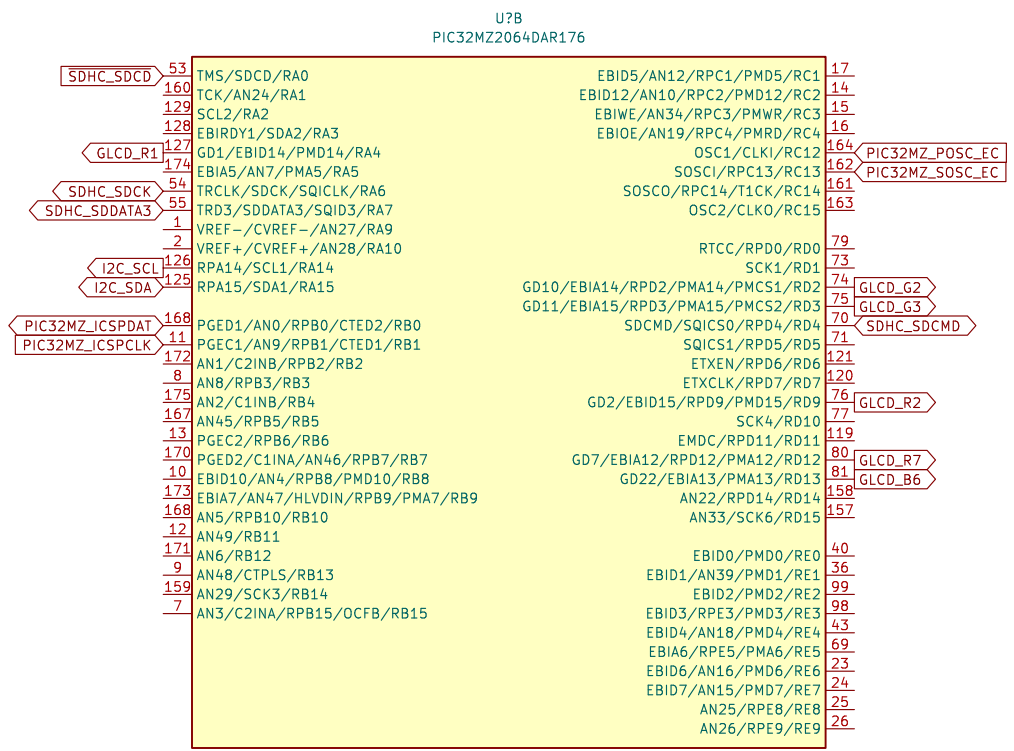 U?B
PIC32MZ2064DAR176
SDHC_SDCD 53 TMS/SDCD/RA0 EBID5/AN12/RPC1/PMD5/RC1 17
160 TCK/AN24/RA1 EBID12/AN10/RPC2/PMD12/RC2 14
129 SCL2/RA2 EBIWE/AN34/RPC3/PMWR/RC3 15
128 EBIRDY1/SDA2/RA3 EBIOE/AN19/RPC4/PMRD/RC4 16
GLCD_R1 127 GD1/EBID14/PMD14/RA4 OSC1/CLKI/RC12 164 PIC32MZ_POSC_EC
174 EBIA5/AN7/PMA5/RA5 SOSCI/RPC13/RC13 162 PIC32MZ_SOSC_EC
SDHC_SDCK 54 TRCLK/SDCK/SQICLK/RA6 SOSCO/RPC14/T1CK/RC14 161
SDHC_SDDATA3 55 TRD3/SDDATA3/SQID3/RA7 OSC2/CLKO/RC15 163
1 VREF-/CVREF-/AN27/RA9
2 VREF+/CVREF+/AN28/RA10 RTCC/RPD0/RD0 79
I2C_SCL 126 RPA14/SCL1/RA14 SCK1/RD1 73
I2C_SDA 125 RPA15/SDA1/RA15 GD10/EBIA14/RPD2/PMA14/PMCS1/RD2 74 GLCD_G2
GD11/EBIA15/RPD3/PMA15/PMCS2/RD3 75 GLCD_G3
PIC32MZ_ICSPDAT 168 PGED1/AN0/RPB0/CTED2/RB0 SDCMD/SQICS0/RPD4/RD4 70 SDHC_SDCMD
PIC32MZ_ICSPCLK 11 PGEC1/AN9/RPB1/CTED1/RB1 SQICS1/RPD5/RD5 71
172 AN1/C2INB/RPB2/RB2 ETXEN/RPD6/RD6 121
8 AN8/RPB3/RB3 ETXCLK/RPD7/RD7 120
175 AN2/C1INB/RB4 GD2/EBID15/RPD9/PMD15/RD9 76 GLCD_R2
167 AN45/RPB5/RB5 SCK4/RD10 77
13 PGEC2/RPB6/RB6 EMDC/RPD11/RD11 119
170 PGED2/C1INA/AN46/RPB7/RB7 GD7/EBIA12/RPD12/PMA12/RD12 80 GLCD_R7
10 EBID10/AN4/RPB8/PMD10/RB8 GD22/EBIA13/PMA13/RD13 81 GLCD_B6
173 EBIA7/AN47/HLVDIN/RPB9/PMA7/RB9 AN22/RPD14/RD14 158
168 AN5/RPB10/RB10 AN33/SCK6/RD15 157
12 AN49/RB11
171 AN6/RB12 EBID0/PMD0/RE0 40
9 AN48/CTPLS/RB13 EBID1/AN39/PMD1/RE1 36
159 AN29/SCK3/RB14 EBID2/PMD2/RE2 99
7 AN3/C2INA/RPB15/OCFB/RB15 EBID3/RPE3/PMD3/RE3 98
EBID4/AN18/PMD4/RE4 43
EBIA6/RPE5/PMA6/RE5 69
EBID6/AN16/PMD6/RE6 23
EBID7/AN15/PMD7/RE7 24
AN25/RPE8/RE8 25
AN26/RPE9/RE9 26